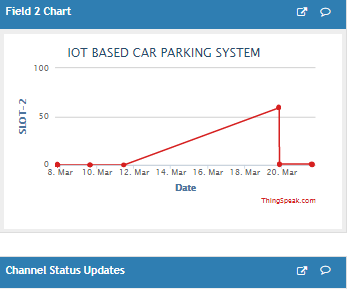 Field 2 Chart
IOT BASED CAR PARKING SYSTEM
100
50
0
SLOT-2
8. Mar 10. Mar 12. Mar 14. Mar 16. Mar 18. Mar 20. Mar
Date
ThingSpeak.com
Channel Status Updates